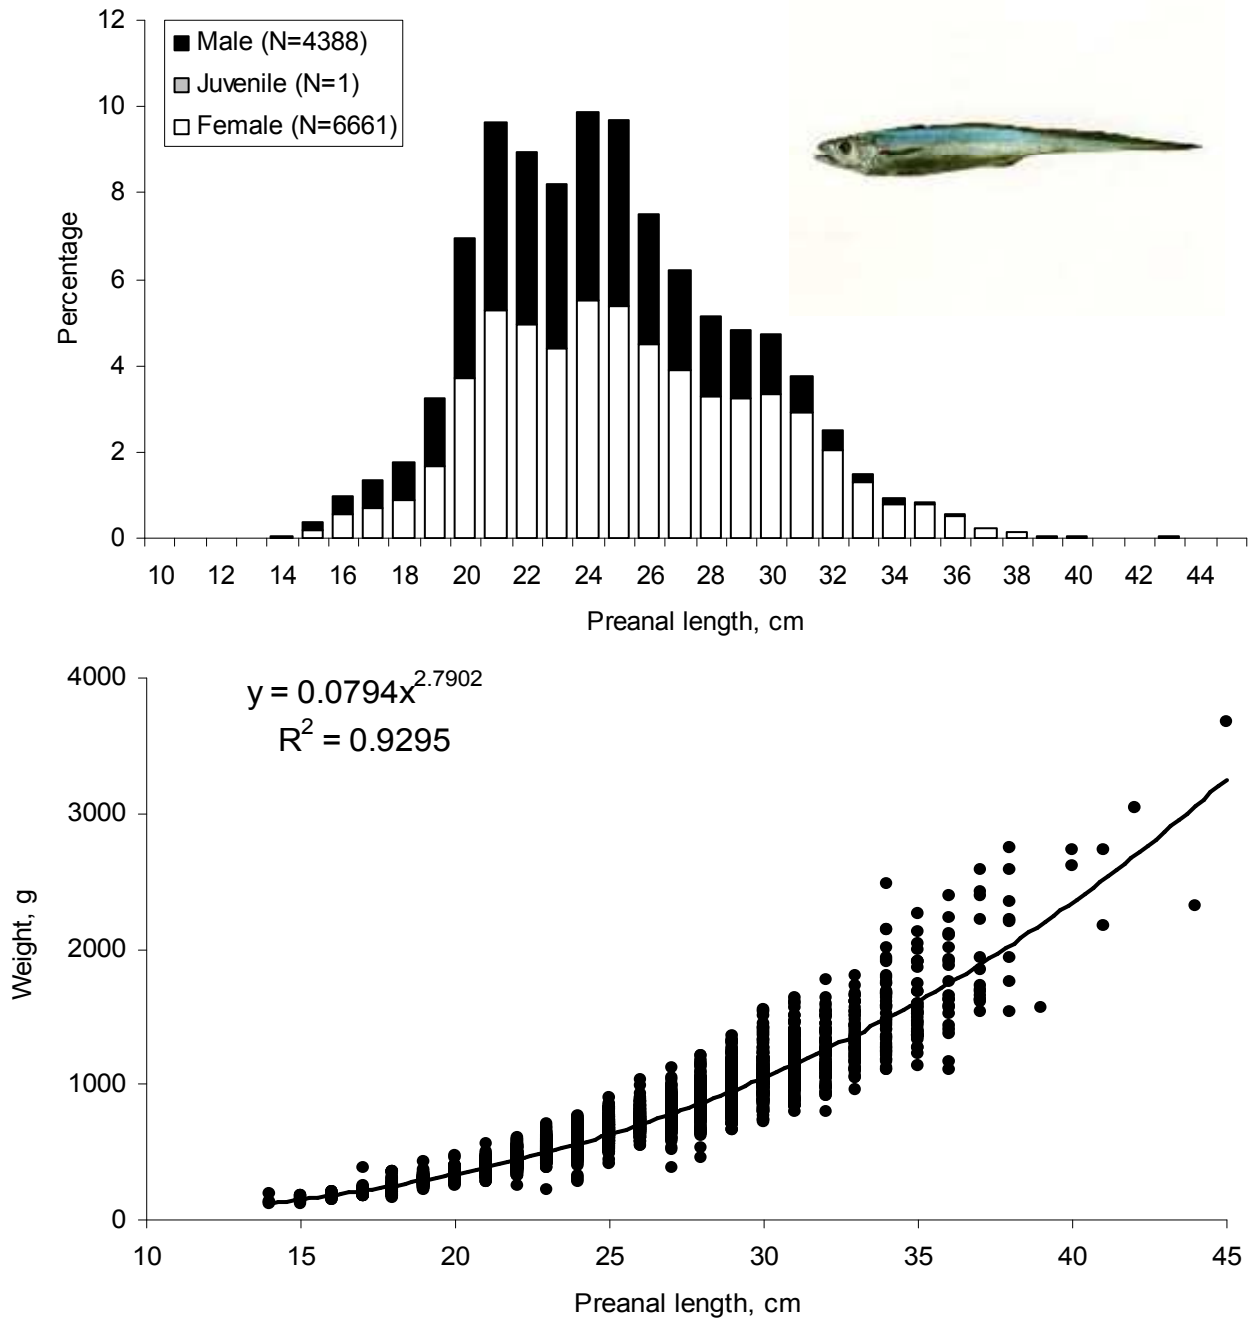 12
10
8
6
4
2
0
Percentage
Male (N=4388)
Juvenile (N=1)
Female (N=6661)
10 12 14 16 18 20 22 24 26 28 30 32 34 36 38 40 42 44
Preanal length, cm
4000
3000
2000
1000
0
Weight, g
y = 0.0794x^2.7902
R² = 0.9295
10 15 20 25 30 35 40 45
Preanal length, cm